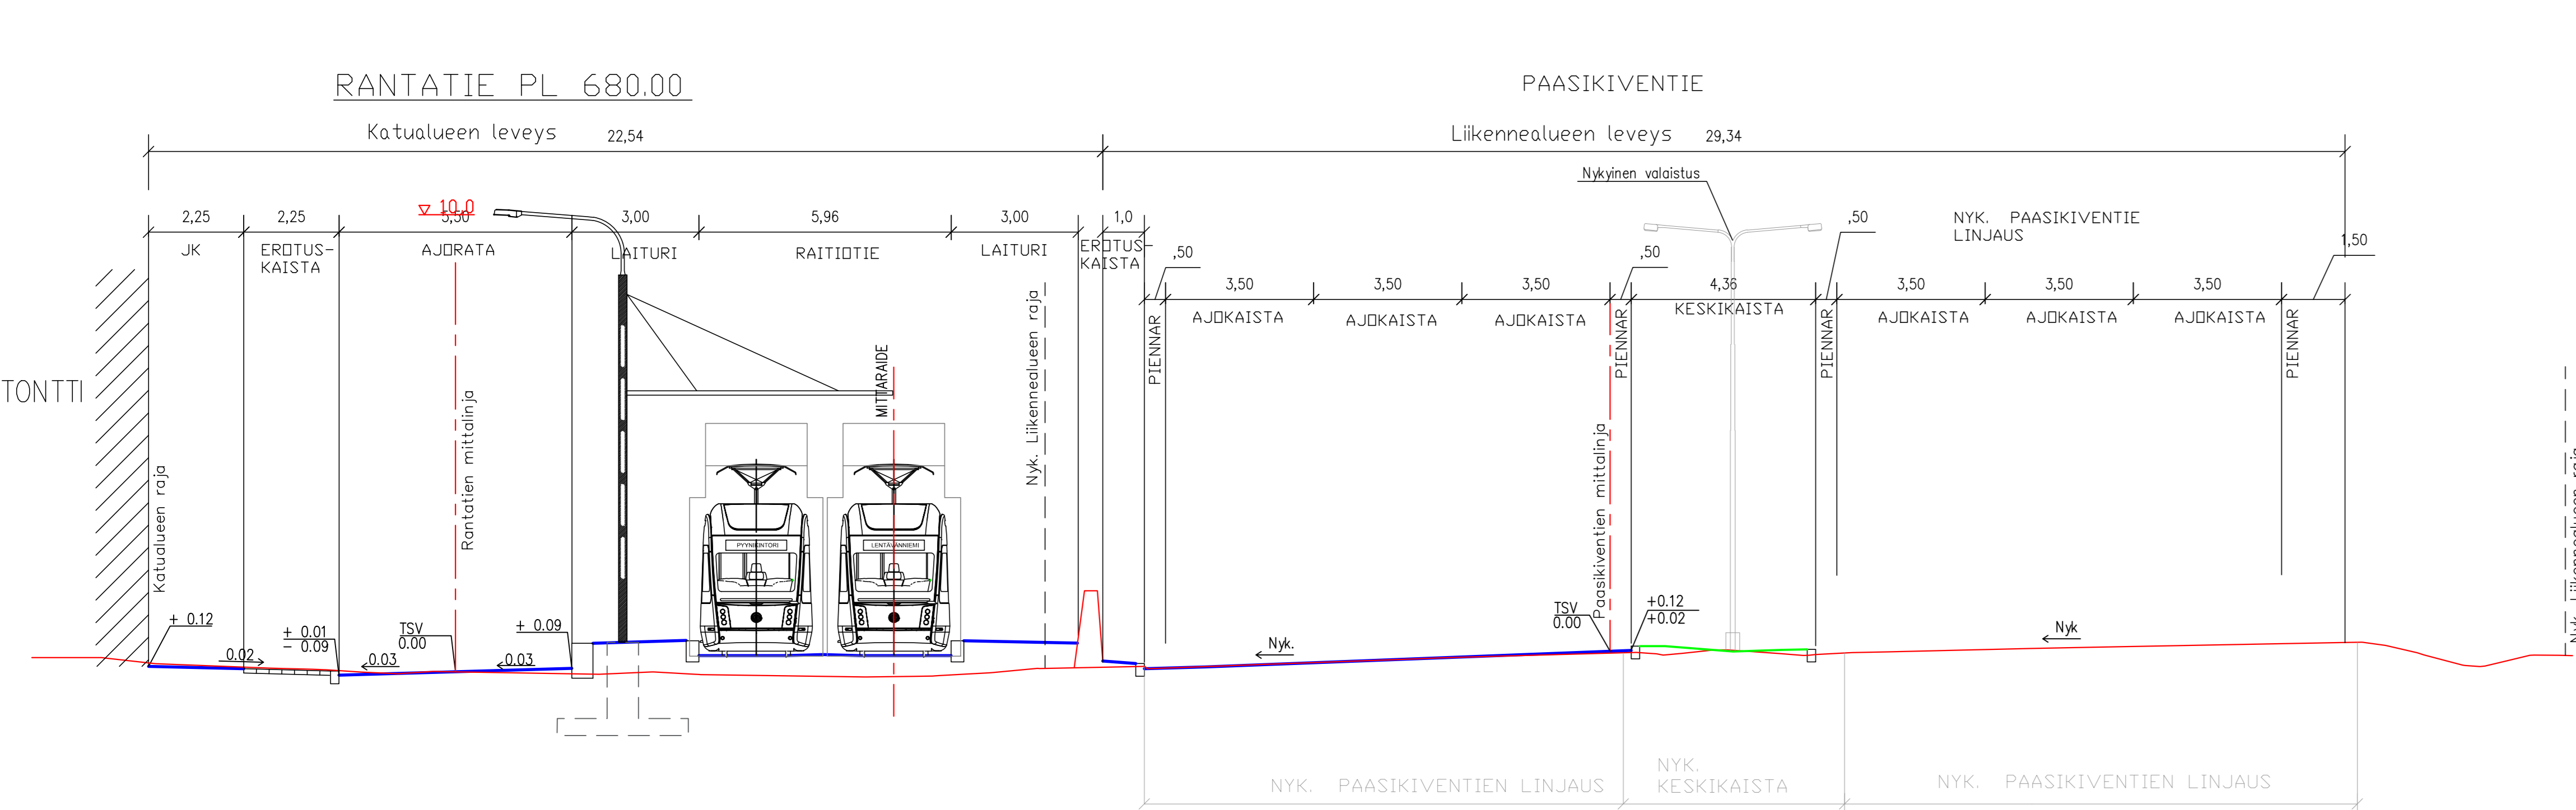 RANTATIE PL 680.00
PAASIKIVENTIE
Katualueen leveys 22,54
Liikennealueen leveys 29,34
Nykyinen valaistus
10.0
2,25
2,25
5,50
3,00
5,96
3,00
1,0
,50
NYK. PAASIKIVENTIE
LINJAUS
JK
EROTUS-
KAISTA
AJORATA
LAITURI
RAITIOTIE
LAITURI
EROTUS-
KAISTA
,50
,50
1,50
3,50
3,50
3,50
4,36
3,50
3,50
3,50
AJOKAISTA
AJOKAISTA
AJOKAISTA
KESKIKAISTA
AJOKAISTA
AJOKAISTA
AJOKAISTA
PIENNAR
PIENNAR
PIENNAR
PIENNAR
TONTTI
Katualueen raja
Rantatien mittalinja
MITTARAIDE
Nyk. Liikennealueen raja
Paasikiventien mittalinja
Nyk. Liikennealueen raja
PYYNIKINTORI
LENTÄVÄNNIEMI
+ 0.12
0.02
+ 0.01
- 0.09
TSV
0.00
0.03
+ 0.09
0.03
Nyk.
TSV
0.00
+0.12
+0.02
Nyk
NYK. PAASIKIVENTIEN LINJAUS
NYK.
KESKIKAISTA
NYK. PAASIKIVENTIEN LINJAUS